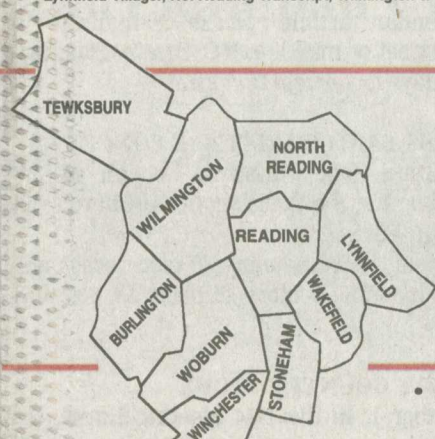 TEWKSBURY
NORTH
READING
WILMINGTON
READING
LYNNFIELD
WAKEFIELD
BURLINGTON
WOBURN
STONEHAM
WINCHESTER